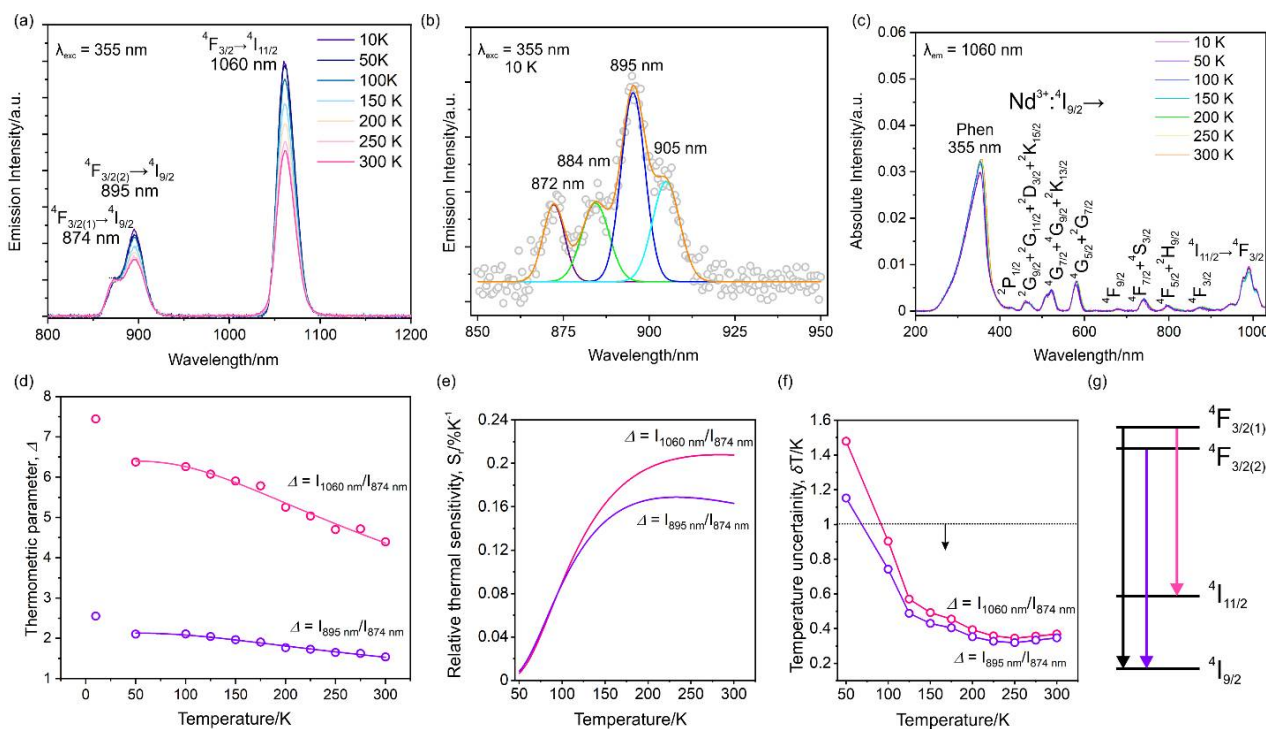 (a)
λexc = 355 nm
⁴F₃/₂→⁴I₁₁/₂
1060 nm
10K
50K
100K
150 K
200 K
250 K
300 K
⁴F₃/₂₍₂₎→⁴I₉/₂
895 nm
⁴F₃/₂₍₁₎→⁴I₉/₂
874 nm
Emission Intensity/a.u.
800 900 1000 1100 1200
Wavelength/nm
(b)
λexc = 355 nm
10 K
895 nm
905 nm
884 nm
872 nm
Emission Intensity/a.u.
850 875 900 925 950
Wavelength/nm
(c)
λem = 1060 nm
10 K
50 K
100 K
150 K
200 K
250 K
300 K
Nd³⁺:⁴I₉/₂→
Phen
355 nm
²P₁/₂
²G₉/₂+²G₁₁/₂+²D₃/₂+²K₁₅/₂
⁴G₇/₂+⁴G₉/₂+²K₁₃/₂
⁴G₅/₂+²G₇/₂
⁴F₉/₂
⁴F₇/₂+⁴S₃/₂
⁴F₅/₂+²H₉/₂
⁴F₃/₂
⁴I₁₁/₂→⁴F₃/₂
Absolute Intensity/a.u.
0.06
0.05
0.04
0.03
0.02
0.01
0.00
200 400 600 800 1000
Wavelength/nm
(d)
Thermometric parameter, Δ
8
7
6
5
4
3
2
1
Δ = I1060 nm/I874 nm
Δ = I895 nm/I874 nm
0 50 100 150 200 250 300
Temperature/K
(e)
Relative thermal sensitivity, Sr/%K⁻¹
0.24
0.20
0.16
0.12
0.08
0.04
0
Δ = I1060 nm/I874 nm
Δ = I895 nm/I874 nm
50 100 150 200 250 300
Temperature/K
(f)
Temperature uncertainity, δT/K
1.6
1.4
1.2
1
0.8
0.6
0.4
0.2
Δ = I1060 nm/I874 nm
Δ = I895 nm/I874 nm
50 100 150 200 250 300
Temperature/K
(g)
⁴F₃/₂₍₁₎
⁴F₃/₂₍₂₎
⁴I₁₁/₂
⁴I₉/₂